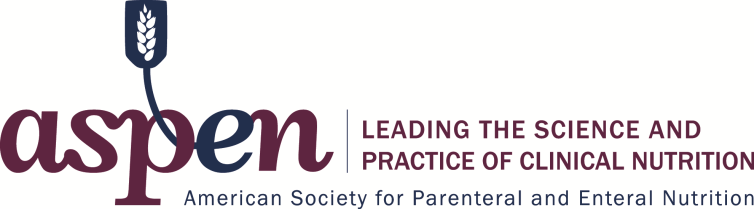 aspen
LEADING THE SCIENCE AND
PRACTICE OF CLINICAL NUTRITION
American Society for Parenteral and Enteral Nutrition